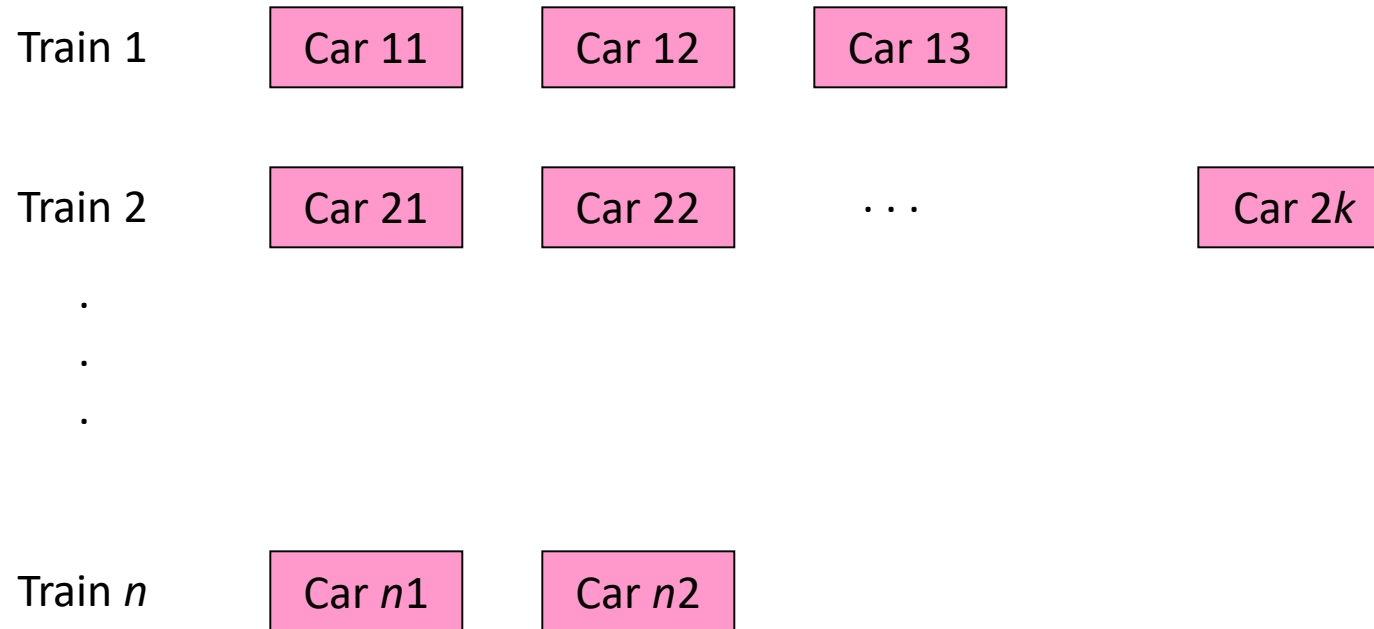 Train 1 Car 11 Car 12 Car 13
Train 2 Car 21 Car 22 . . . Car 2k
.
.
.
Train n Car n1 Car n2